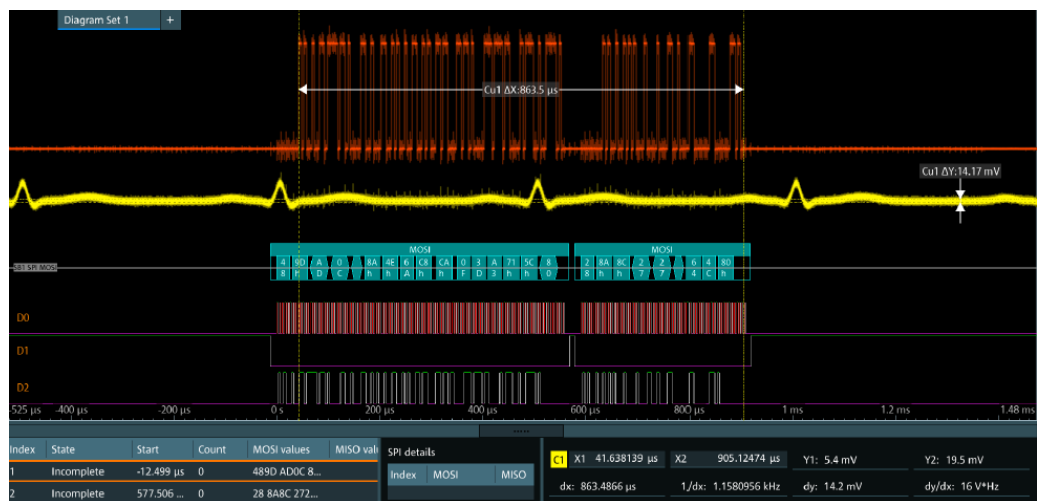 Diagram Set 1 +
Cu1 ΔX:863.5 µs
Cu1 ΔY:14.17 mV
MOSI MOSI
SB1 SPI MOSI
4 9D A 0 8A 4E 6 C8 CA 0 3 A 71 5C 8 2 8A 8C 2 2 6 4 80
8 h D C h h A h h F D 3 h h 0 8 h h 7 7 4 C h
D0
D1
D2
-525 µs -400 µs -200 µs 0 s 200 µs 400 µs 600 µs 800 µs 1 ms 1.2 ms 1.48 ms
Index State Start Count MOSI values MISO val
1 Incomplete -12.499 µs 0 489D AD0C 8...
2 Incomplete 577.506 ... 0 28 8A8C 272...
SPI details
Index MOSI MISO
C1 X1 41.638139 µs X2 905.12474 µs Y1: 5.4 mV Y2: 19.5 mV
dx: 863.4866 µs 1/dx: 1.1580956 kHz dy: 14.2 mV dy/dx: 16 V*Hz